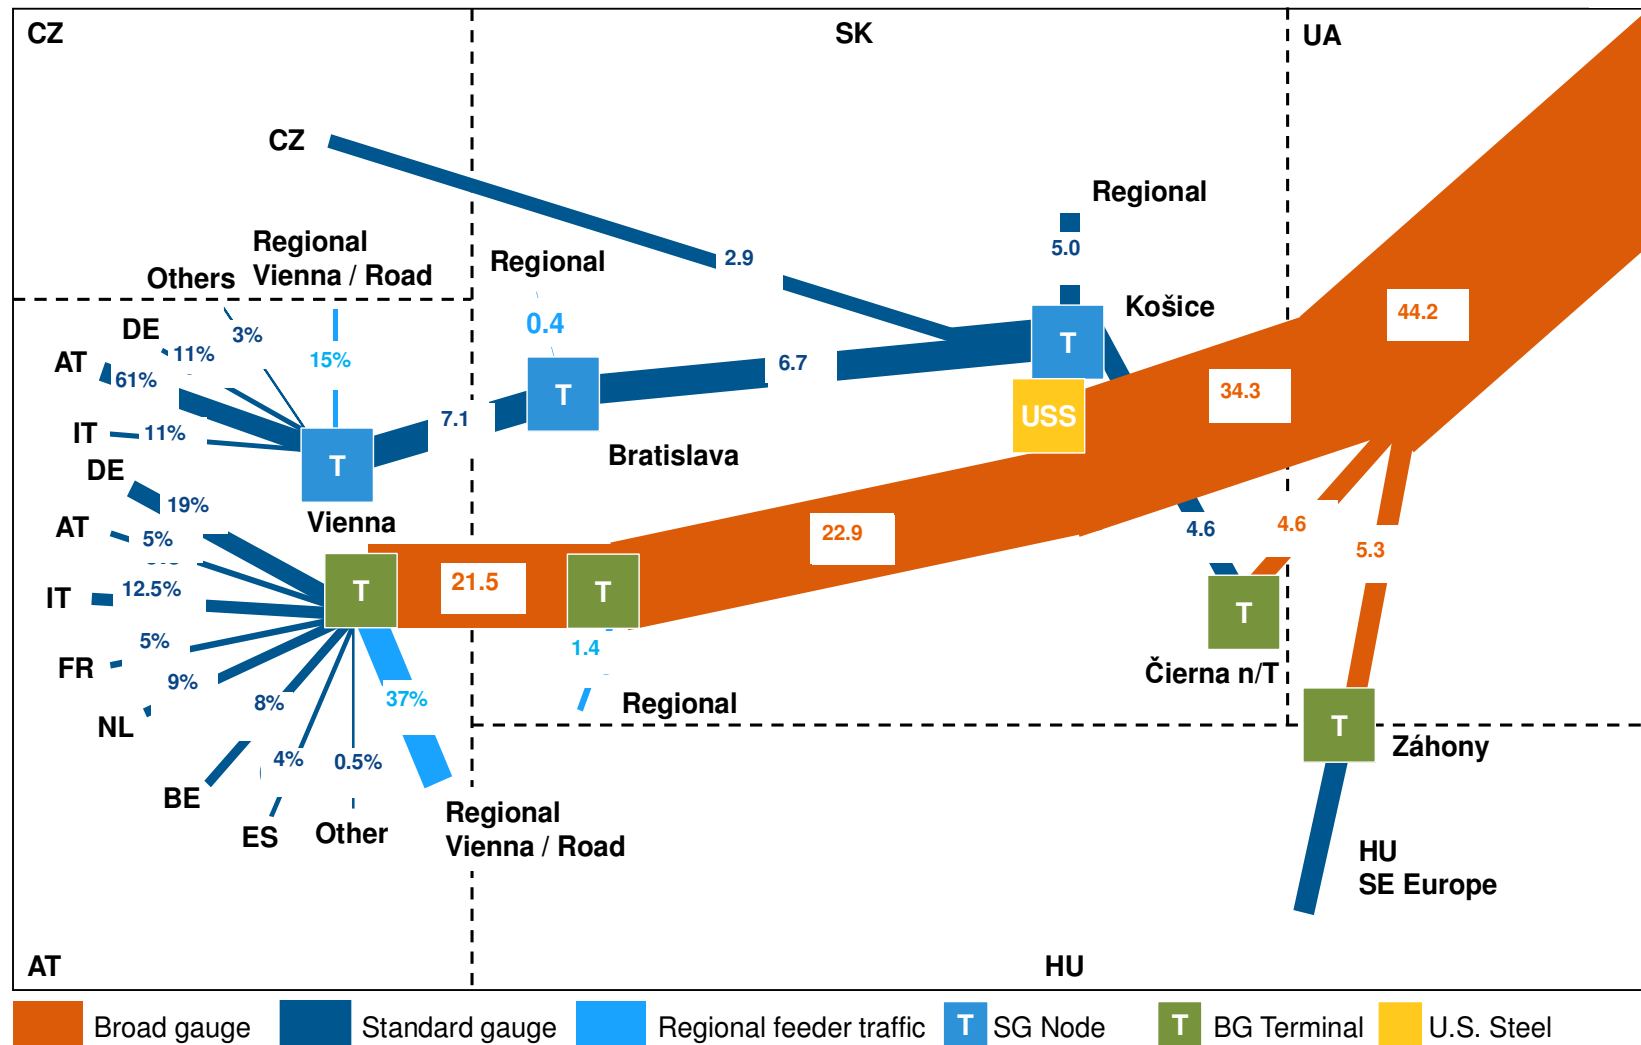 CZ
SK
UA
CZ
Regional
5.0
2.9
Regional
Vienna / Road
Regional
Others
Košice
44.2
0.4
DE
3%
11%
15%
T
AT
61%
6.7
34.3
T
USS
7.1
IT
11%
Bratislava
DE
T
19%
Vienna
AT
5%
22.9
4.6
4.6
5.3
21.5
T
T
T
12.5%
IT
5%
1.4
FR
9%
Čierna n/T
8%
37%
Regional
NL
T
Záhony
4%
0.5%
BE
Regional
Vienna / Road
ES
Other
HU
SE Europe
AT
HU
Broad gauge
Standard gauge
Regional feeder traffic
T
SG Node
T
BG Terminal
U.S. Steel